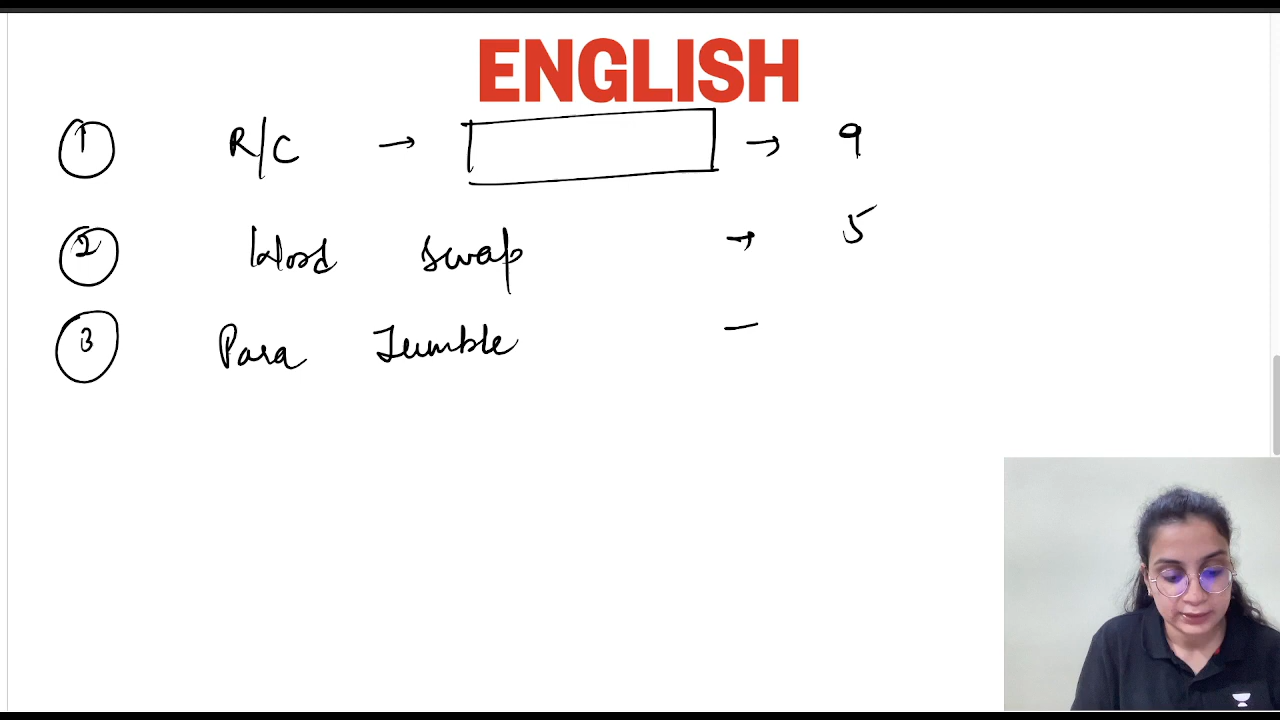 ENGLISH
1 R/C → → 9
2 Word swap → 5
3 Para Jumble —